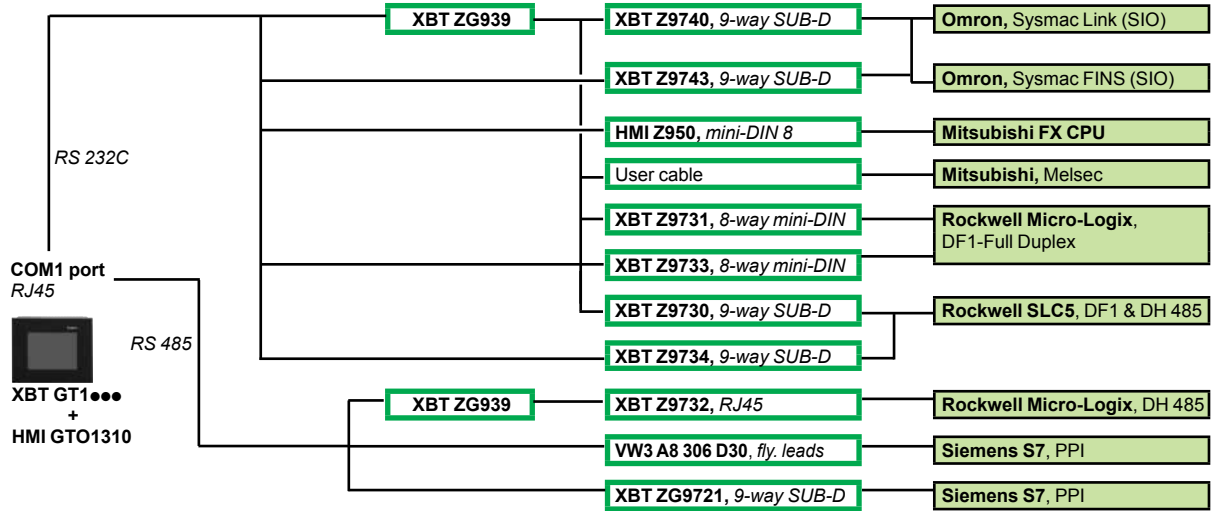 XBT ZG939
XBT Z9740, 9-way SUB-D
Omron, Sysmac Link (SIO)
XBT Z9743, 9-way SUB-D
Omron, Sysmac FINS (SIO)
HMI Z950, mini-DIN 8
Mitsubishi FX CPU
RS 232C
User cable
Mitsubishi, Melsec
XBT Z9731, 8-way mini-DIN
Rockwell Micro-Logix,
DF1-Full Duplex
COM1 port
RJ45
XBT Z9733, 8-way mini-DIN
XBT Z9730, 9-way SUB-D
Rockwell SLC5, DF1 & DH 485
RS 485
XBT Z9734, 9-way SUB-D
XBT GT1●●●
+
HMI GTO1310
XBT ZG939
XBT Z9732, RJ45
Rockwell Micro-Logix, DH 485
VW3 A8 306 D30, fly. leads
Siemens S7, PPI
XBT ZG9721, 9-way SUB-D
Siemens S7, PPI